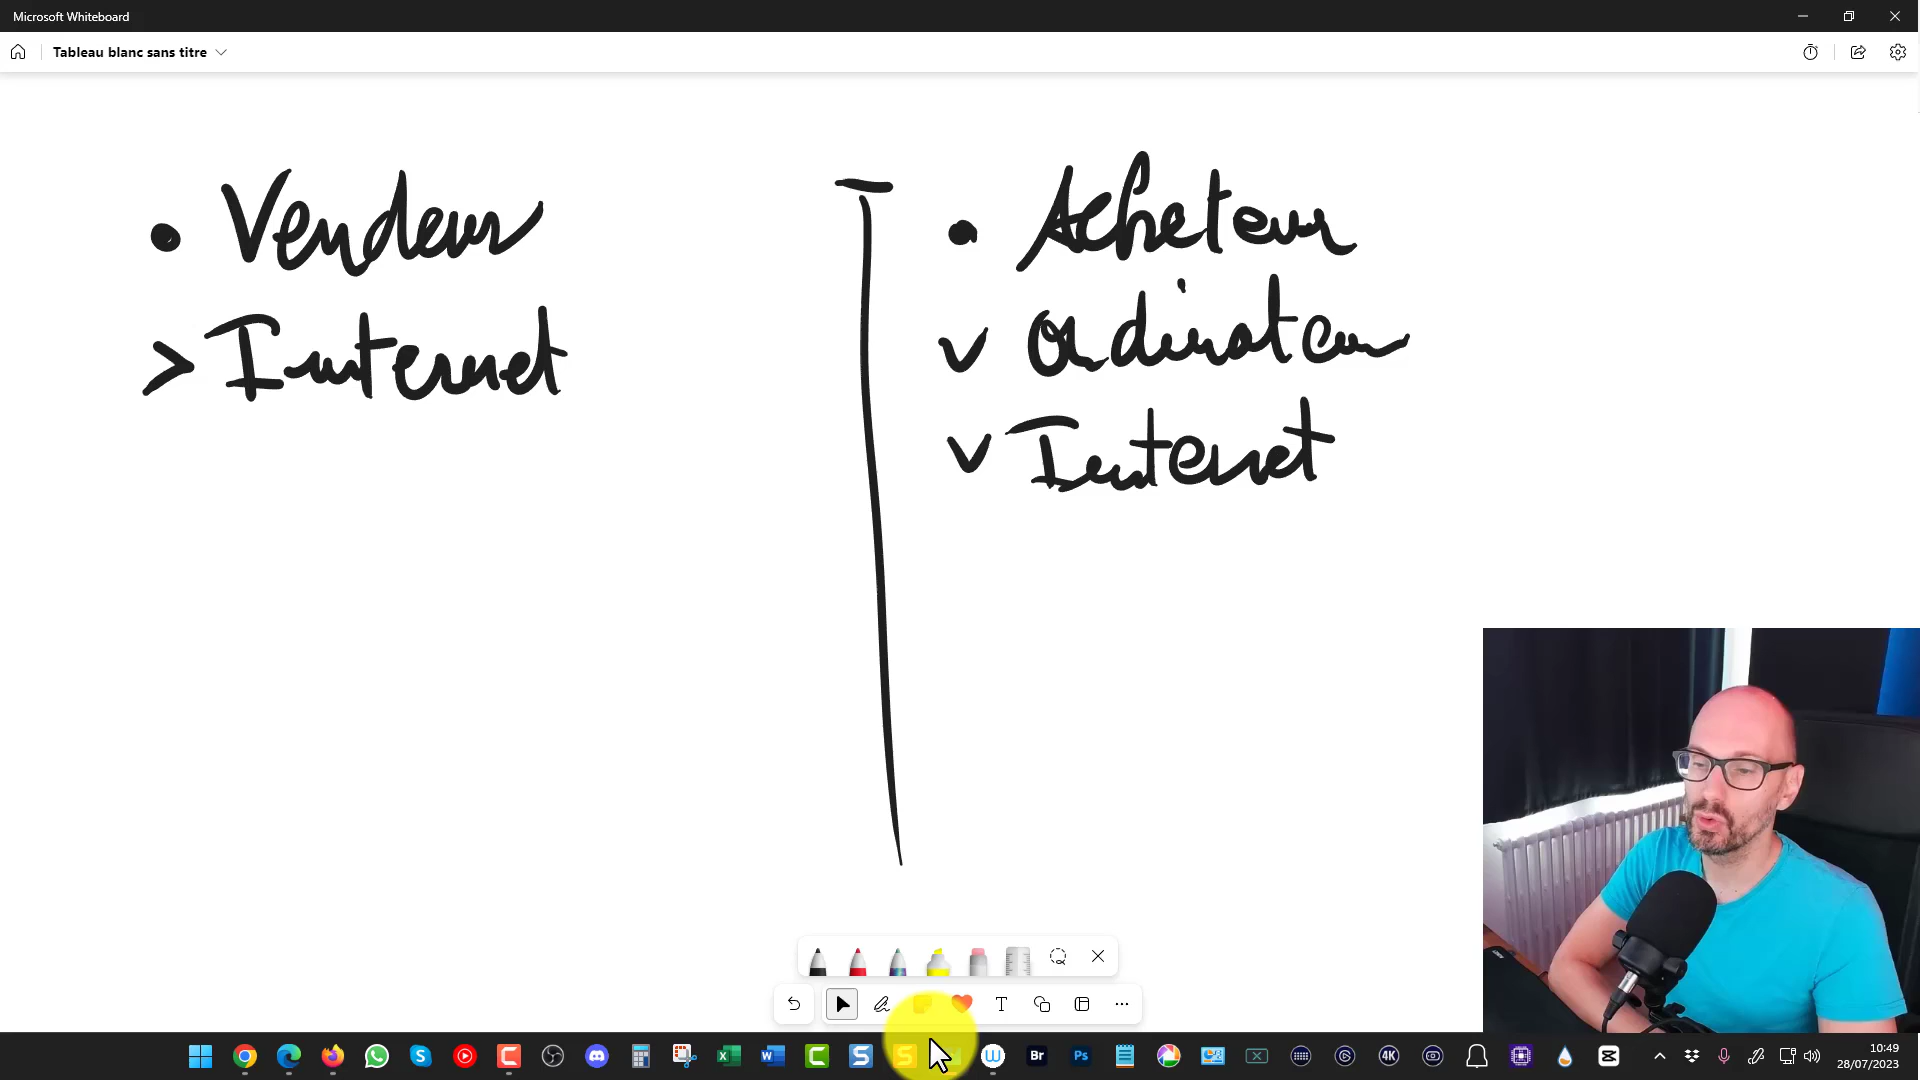 Microsoft Whiteboard
Tableau blanc sans titre
• Vendeur
> Internet
• Acheteur
v Ordinateur
v Internet
10:49
28/07/2023